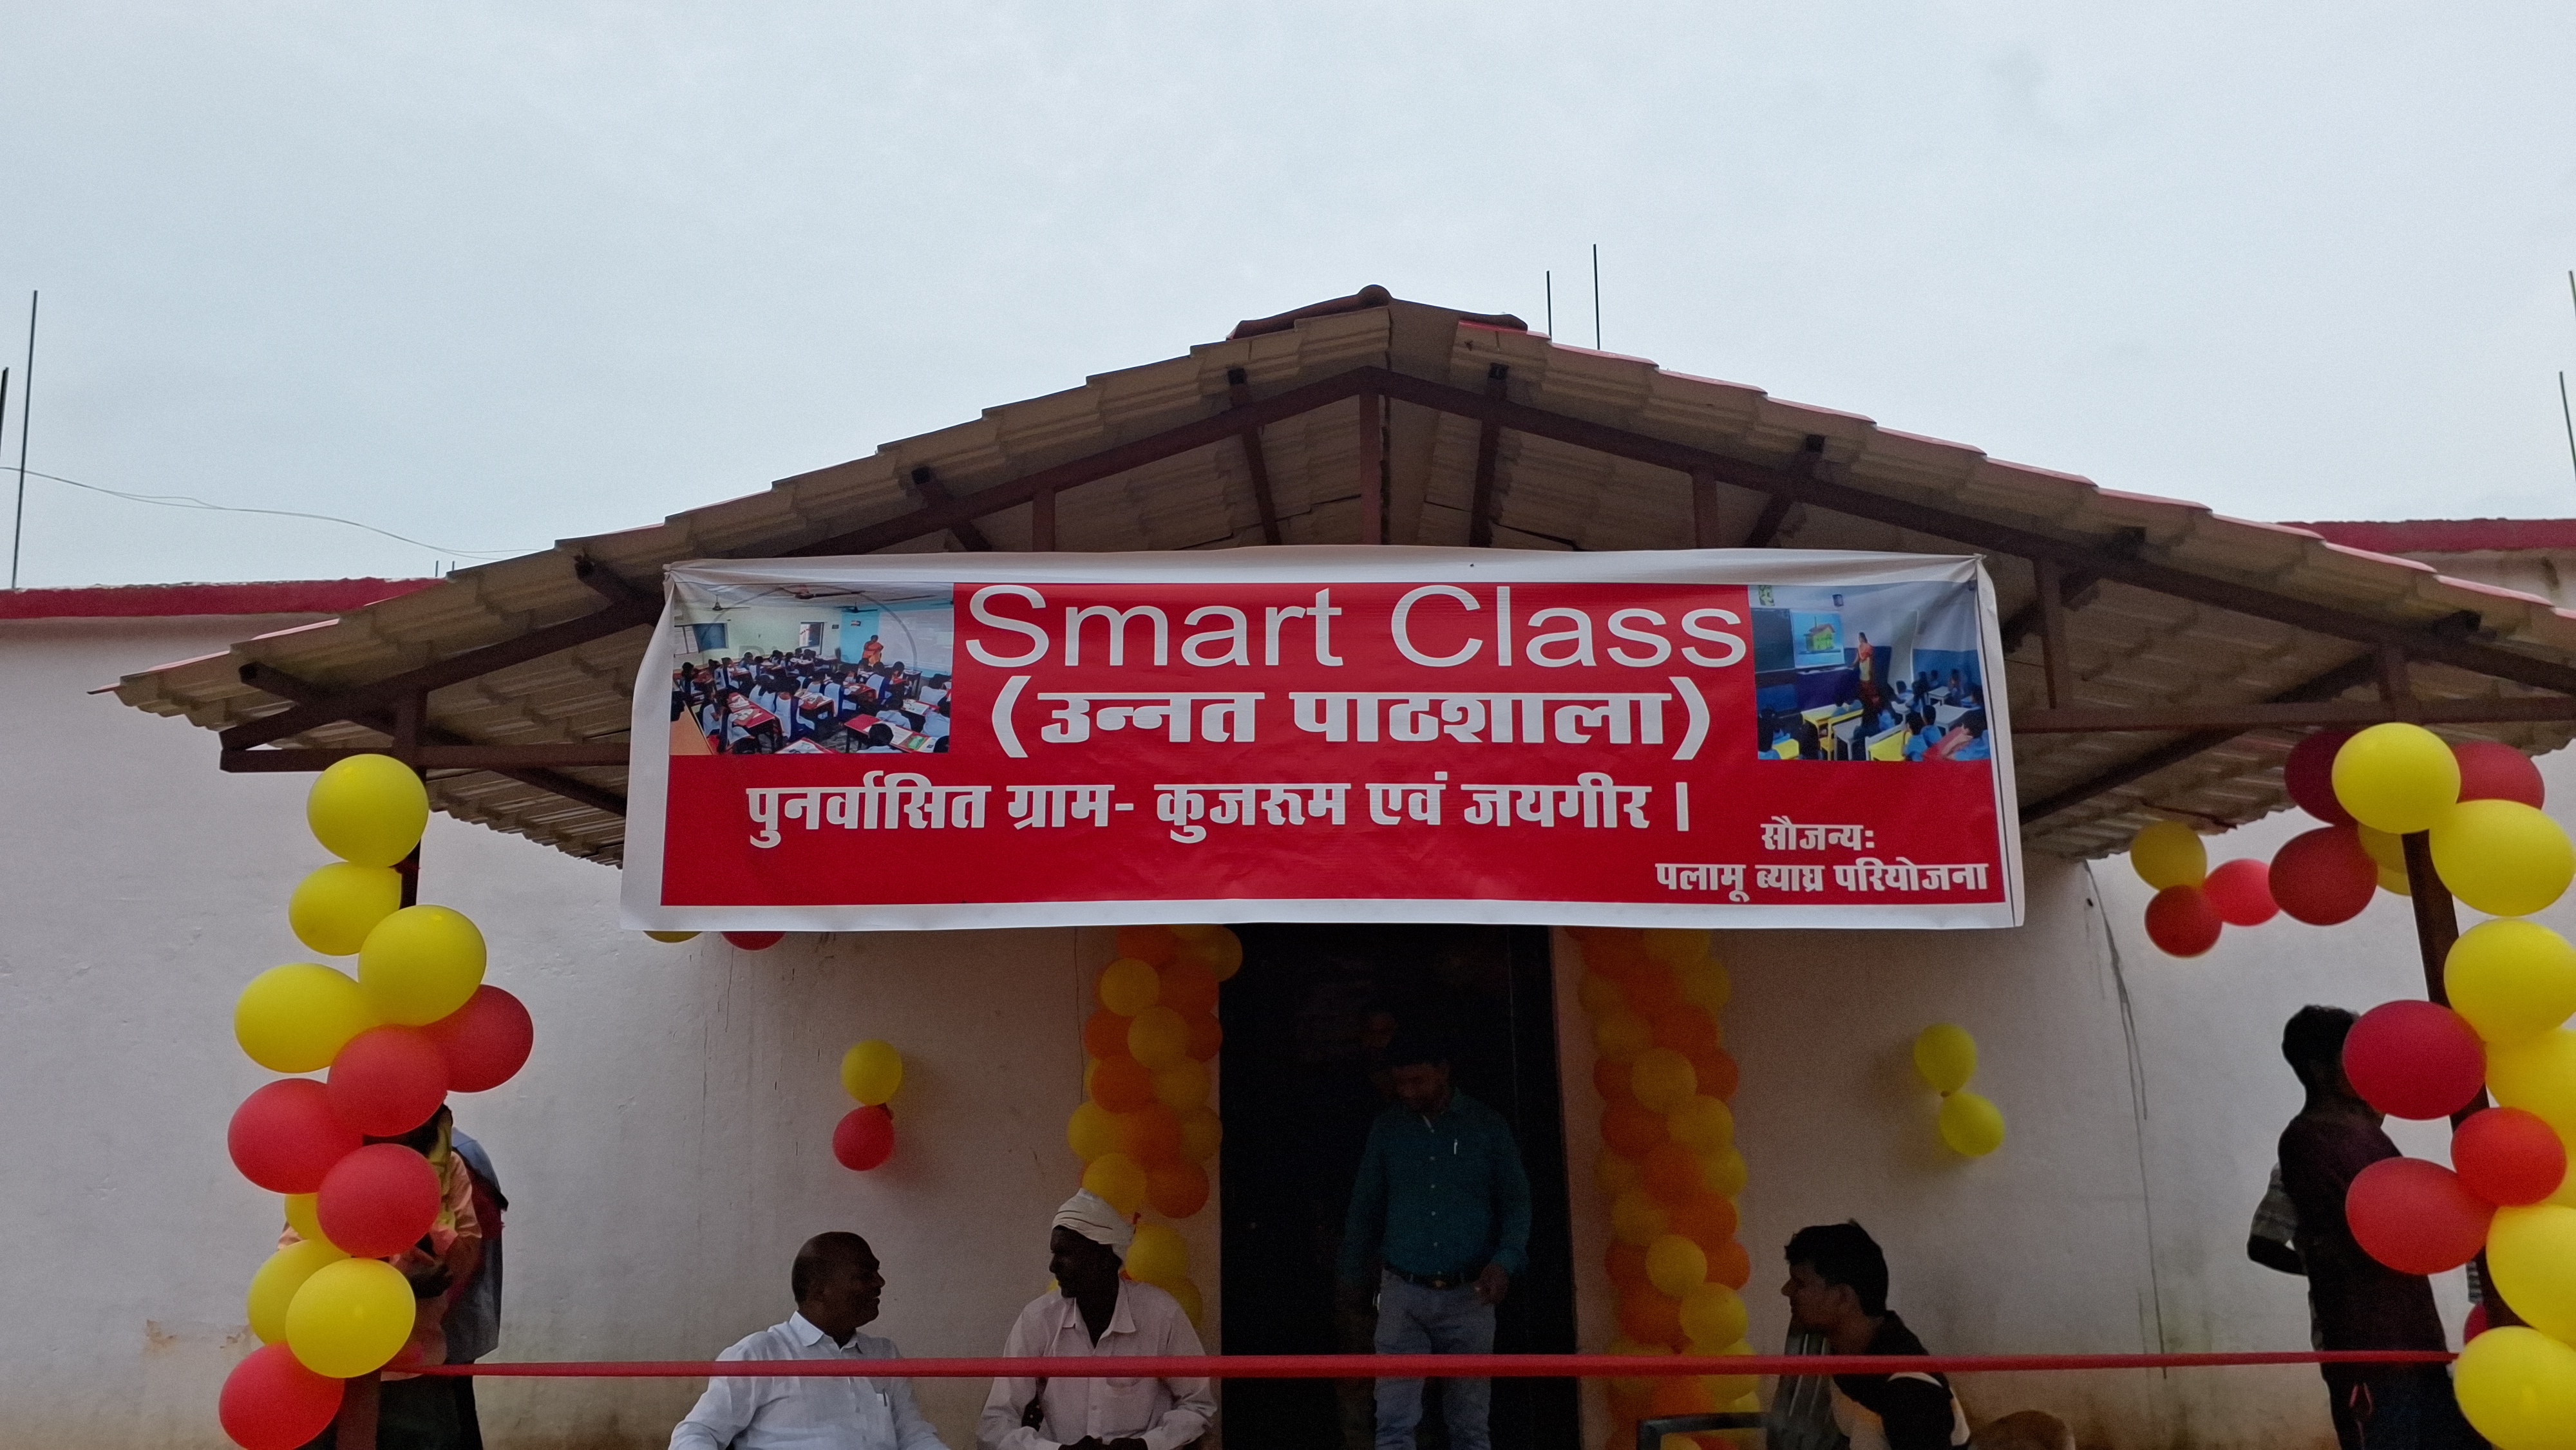 Smart Class
(उन्नत पाठशाला)
पुनर्वासित ग्राम- कुजरूम एवं जयगीर ।
सौजन्य:
पलामू ब्याघ्र परियोजना